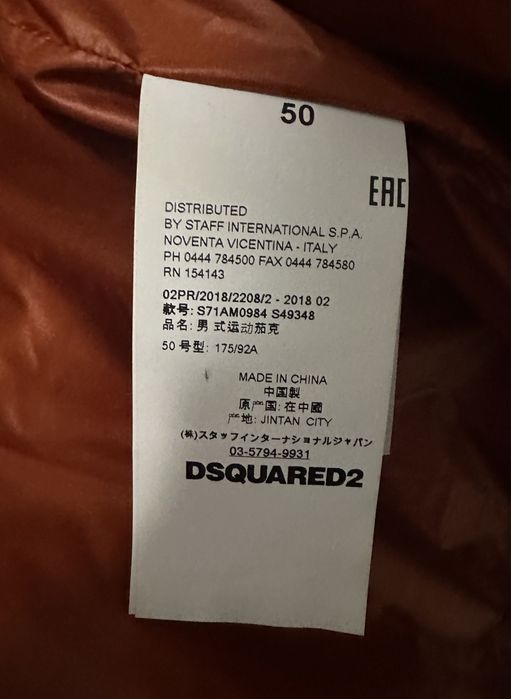 50
EAC
DISTRIBUTED
BY STAFF INTERNATIONAL S.P.A.
NOVENTA VICENTINA - ITALY
PH 0444 784500 FAX 0444 784580
RN 154143
02PR/2018/2208/2 - 2018 02
款号: S71AM0984 S49348
品名: 男 式运动茄克
50 号型: 175/92A
MADE IN CHINA
中国製
原产国: 在中國
产地: JINTAN CITY
(株)スタッフインターナショナルジャパン
03-5794-9931
DSQUARED2